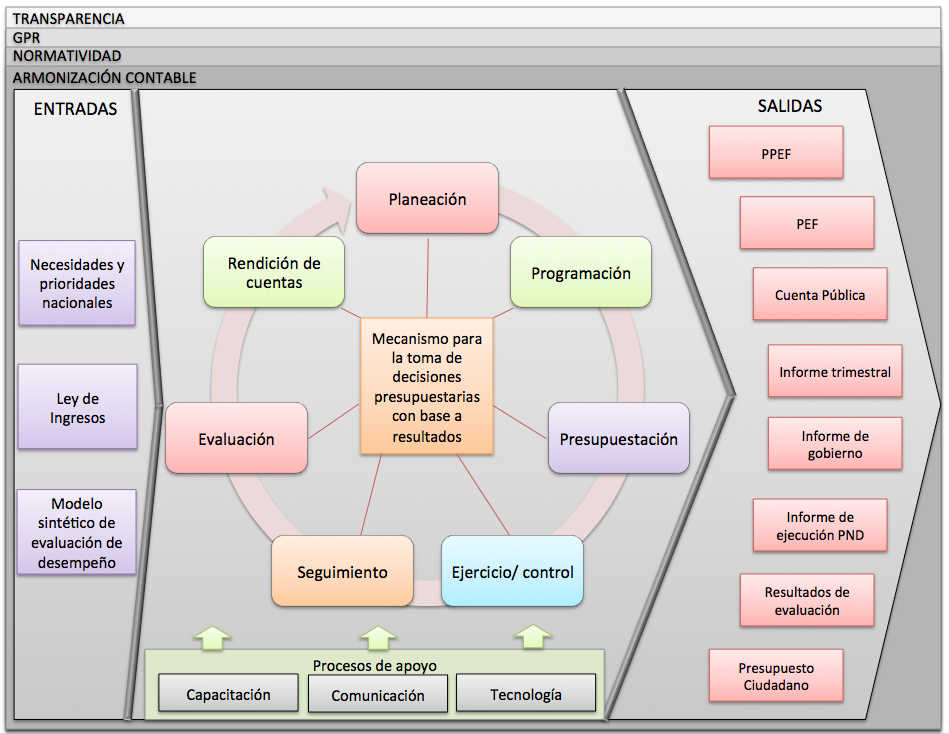 TRANSPARENCIA
GPR
NORMATIVIDAD
ARMONIZACIÓN CONTABLE
ENTRADAS
Necesidades y
prioridades
nacionales
Ley de
Ingresos
Modelo
sintético de
evaluación de
desempeño
Planeación
Programación
Presupuestación
Ejercicio/ control
Seguimiento
Evaluación
Rendición de
cuentas
Mecanismo para
la toma de
decisiones
presupuestarias
con base a
resultados
Procesos de apoyo
Capacitación
Comunicación
Tecnología
SALIDAS
PPEF
PEF
Cuenta Pública
Informe trimestral
Informe de
gobierno
Informe de
ejecución PND
Resultados de
evaluación
Presupuesto
Ciudadano